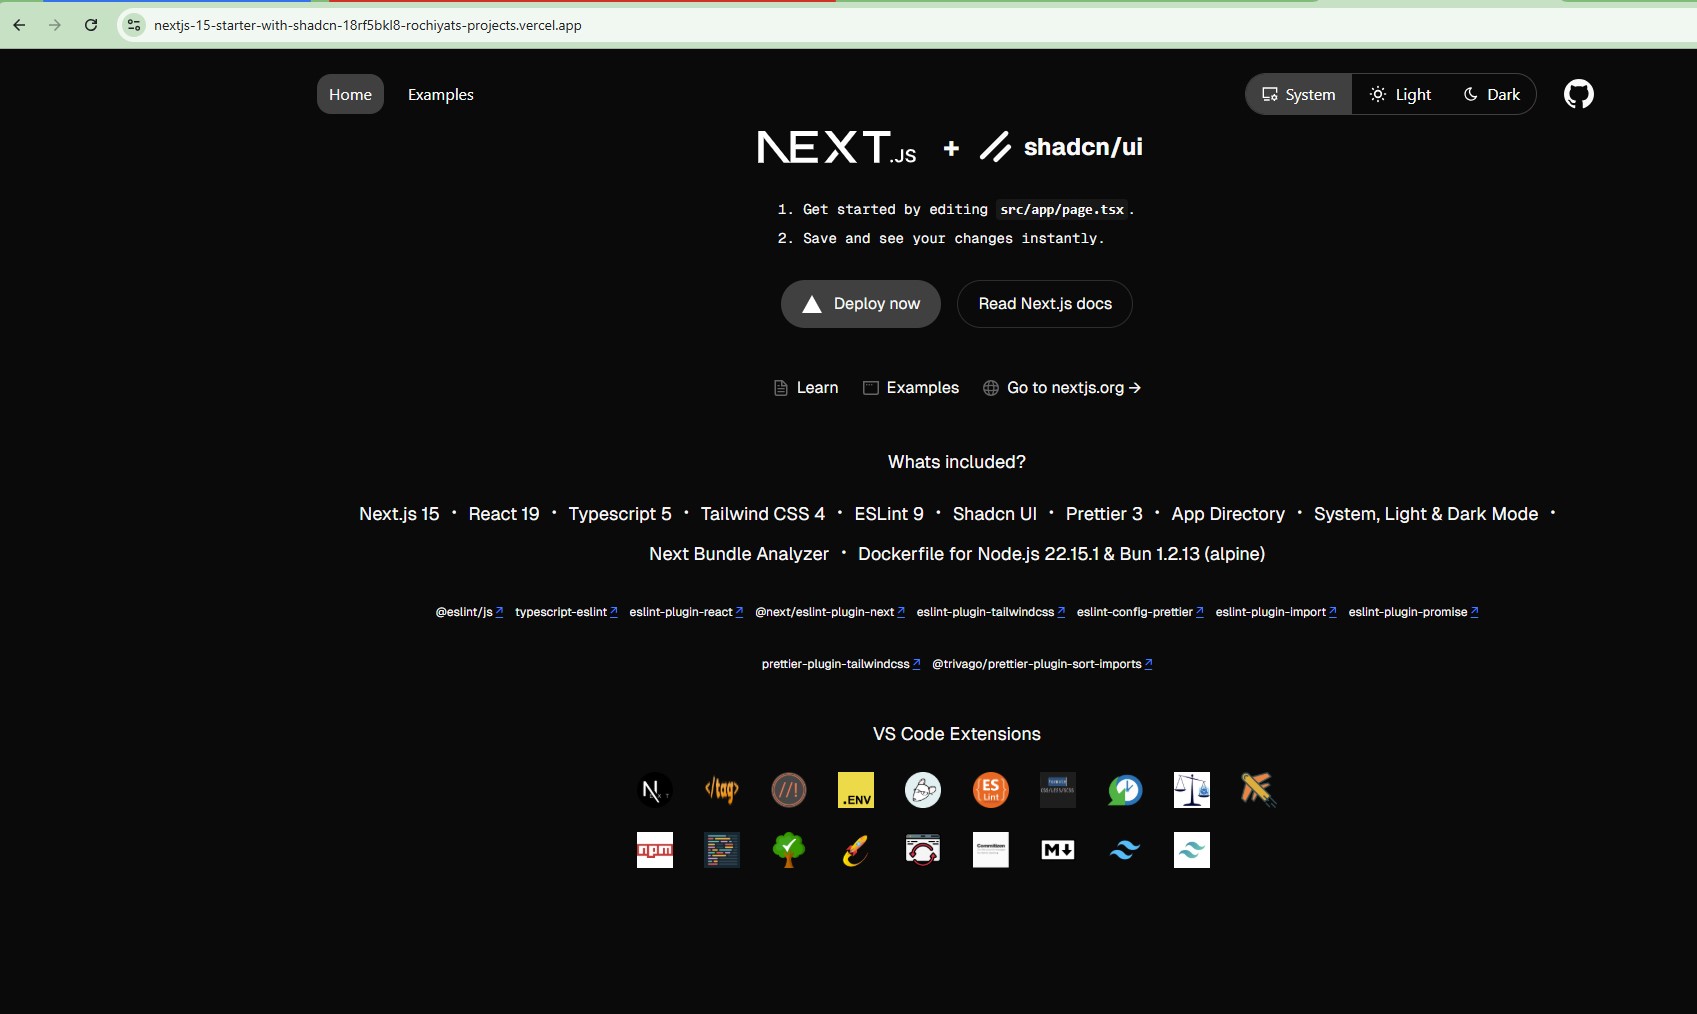 nextjs-15-starter-with-shadcn-18rf5bkl8-rochiyats-projects.vercel.app
Home Examples System Light Dark
NEXT.JS + shadcn/ui
1. Get started by editing src/app/page.tsx.
2. Save and see your changes instantly.
Deploy now Read Next.js docs
Learn Examples Go to nextjs.org →
Whats included?
Next.js 15 · React 19 · Typescript 5 · Tailwind CSS 4 · ESLint 9 · Shadcn UI · Prettier 3 · App Directory · System, Light & Dark Mode ·
Next Bundle Analyzer · Dockerfile for Node.js 22.15.1 & Bun 1.2.13 (alpine)
@eslint/js typescript-eslint eslint-plugin-react @next/eslint-plugin-next eslint-plugin-tailwindcss eslint-config-prettier eslint-plugin-import eslint-plugin-promise
prettier-plugin-tailwindcss @trivago/prettier-plugin-sort-imports
VS Code Extensions
</tag> //! .ENV ES Lint
npm Commitizen M